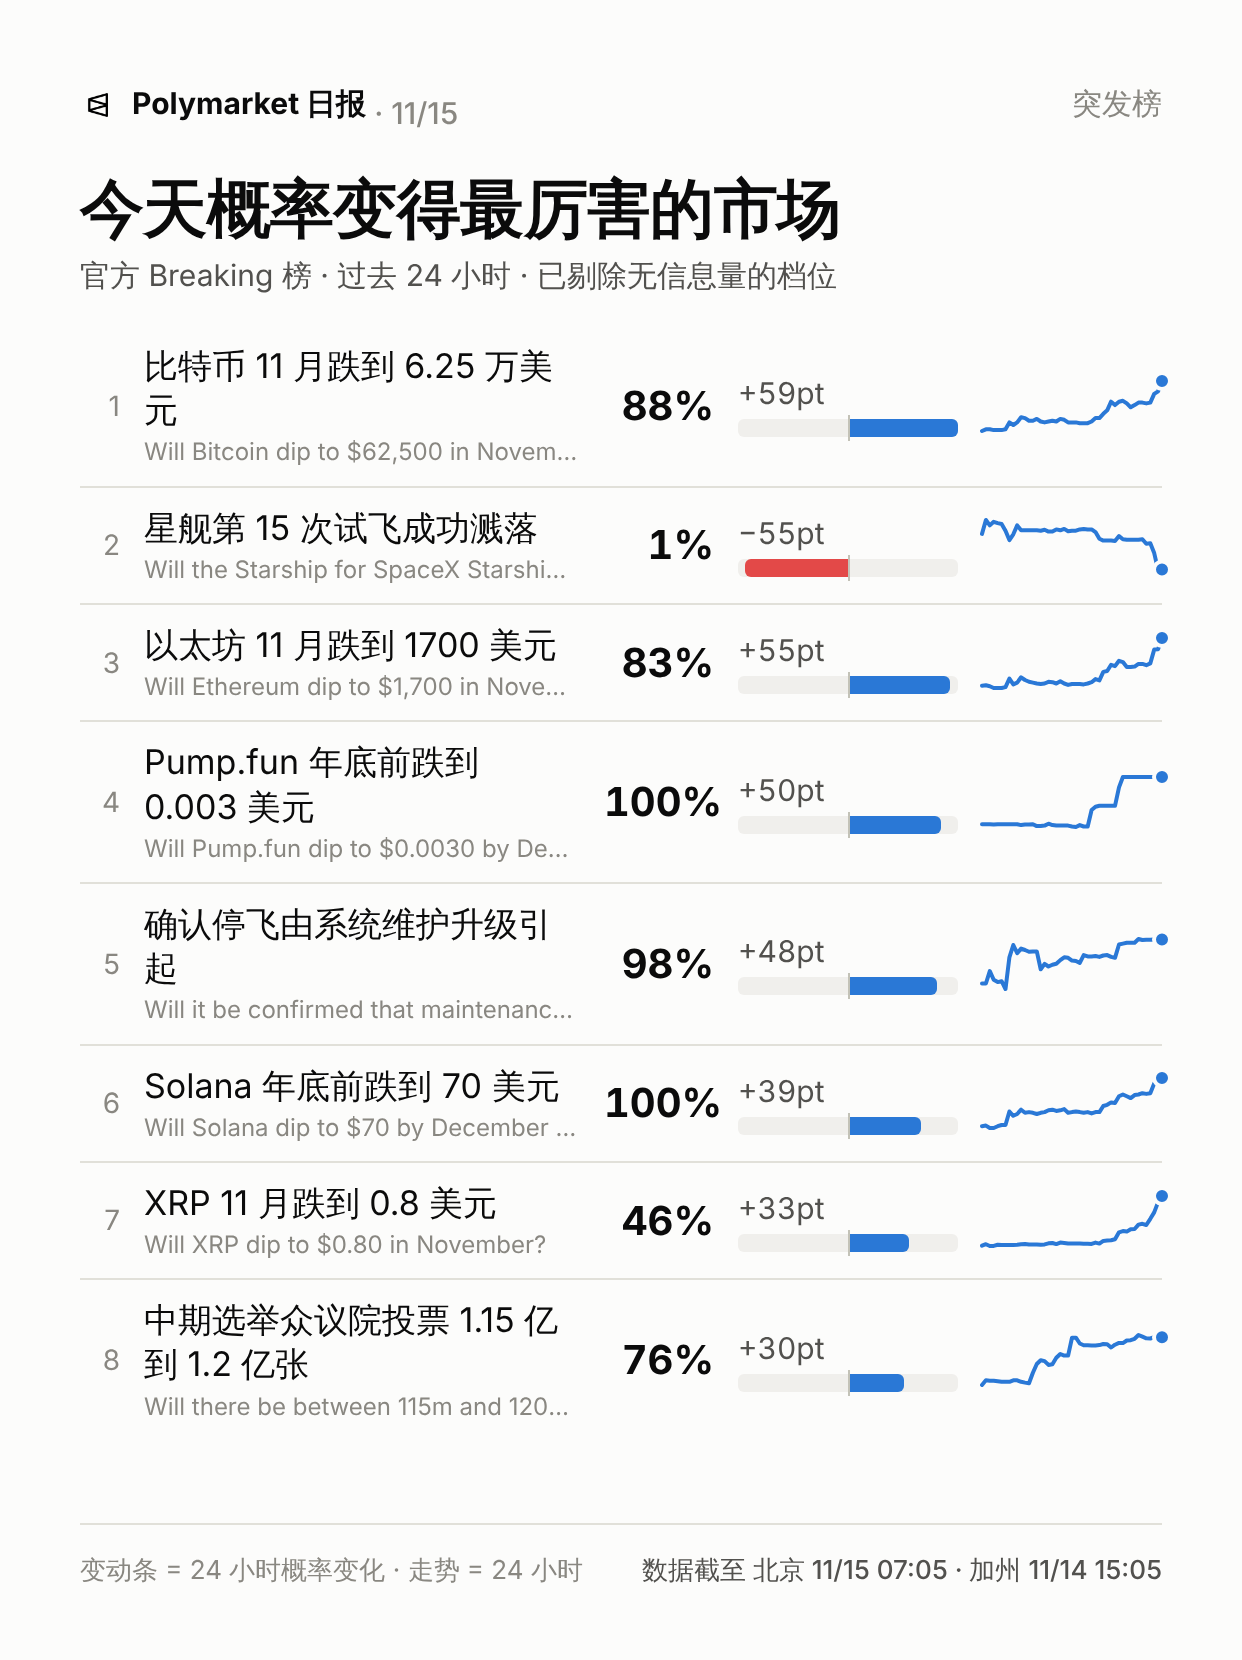 Polymarket 日报 · 11/15
突发榜
今天概率变得最厉害的市场
官方 Breaking 榜 · 过去 24 小时 · 已剔除无信息量的档位
1
比特币 11 月跌到 6.25 万美
元
Will Bitcoin dip to $62,500 in Novem...
88%
+59pt
2
星舰第 15 次试飞成功溅落
Will the Starship for SpaceX Starshi...
1%
−55pt
3
以太坊 11 月跌到 1700 美元
Will Ethereum dip to $1,700 in Nove...
83%
+55pt
4
Pump.fun 年底前跌到
0.003 美元
Will Pump.fun dip to $0.0030 by De...
100%
+50pt
5
确认停飞由系统维护升级引
起
Will it be confirmed that maintenanc...
98%
+48pt
6
Solana 年底前跌到 70 美元
Will Solana dip to $70 by December ...
100%
+39pt
7
XRP 11 月跌到 0.8 美元
Will XRP dip to $0.80 in November?
46%
+33pt
8
中期选举众议院投票 1.15 亿
到 1.2 亿张
Will there be between 115m and 120...
76%
+30pt
变动条 = 24 小时概率变化 · 走势 = 24 小时
数据截至 北京 11/15 07:05 · 加州 11/14 15:05